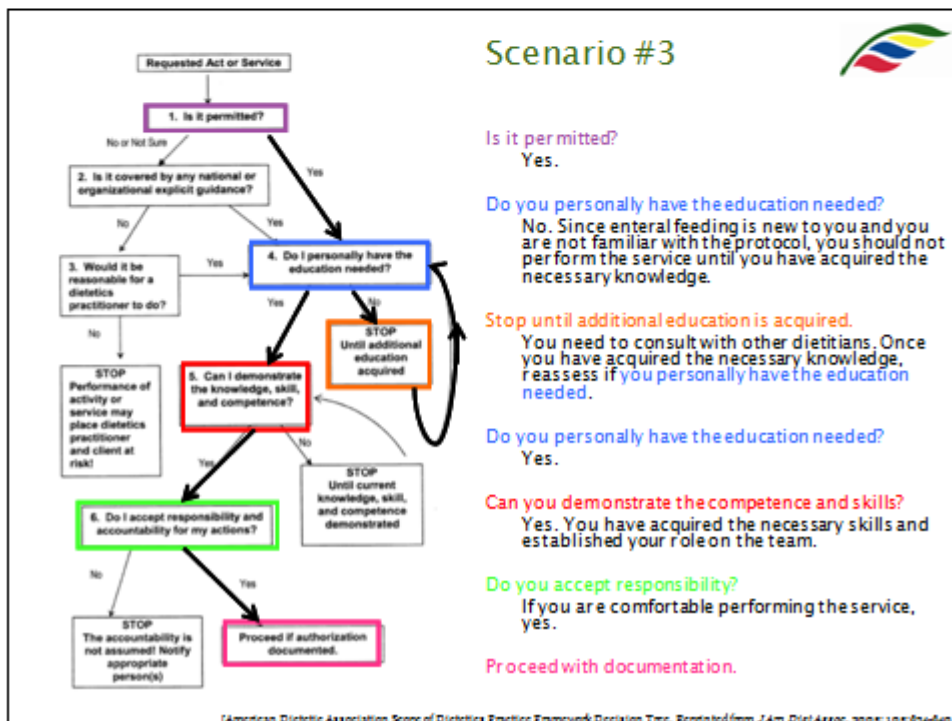 Scenario #3
Requested Act or Service
1. Is it permitted?
No or Not Sure
Yes
2. Is it covered by any national or
organizational explicit guidance?
No
Yes
3. Would it be
reasonable for a
dietetics
practitioner to do?
Yes
4. Do I personally have the
education needed?
No
STOP
Performance of
activity or
service may
place dietetics
practitioner
and client at
risk!
Yes
No
STOP
Until additional
education
acquired
5. Can I demonstrate
the knowledge, skill,
and competence?
Yes
No
STOP
Until current
knowledge, skill,
and competence
demonstrated
6. Do I accept responsibility and
accountability for my actions?
No
Yes
STOP
The accountability is
not assumed! Notify
appropriate
person(s)
Proceed if authorization
documented.
Is it permitted?
Yes.
Do you personally have the education needed?
No. Since enteral feeding is new to you and you
are not familiar with the protocol, you should not
perform the service until you have acquired the
necessary knowledge.
Stop until additional education is acquired.
You need to consult with other dietitians. Once
you have acquired the necessary knowledge,
reassess if you personally have the education
needed.
Do you personally have the education needed?
Yes.
Can you demonstrate the competence and skills?
Yes. You have acquired the necessary skills and
established your role on the team.
Do you accept responsibility?
If you are comfortable performing the service,
yes.
Proceed with documentation.
American Dietetic Association Scope of Dietetics Practice Framework Decision Tree. Reprinted from